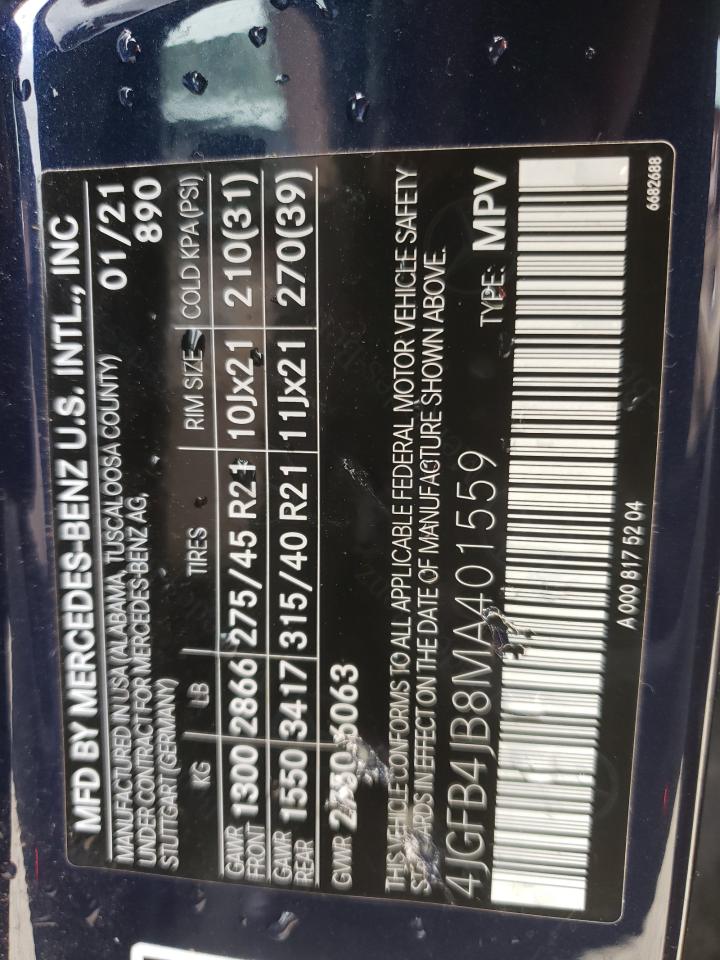 MFD BY MERCEDES-BENZ U.S. INTL., INC
MANUFACTURED IN USA (ALABAMA, TUSCALOOSA COUNTY) 01/21
UNDER CONTRACT FOR MERCEDES-BENZ AG, 890
STUTTGART (GERMANY)
KG LB TIRES RIM SIZE COLD KPA (PSI)
GAWR FRONT 1300 2866 275/45 R21 10Jx21 210(31)
GAWR REAR 1550 3417 315/40 R21 11Jx21 270(39)
GWR 6063
THIS VEHICLE CONFORMS TO ALL APPLICABLE FEDERAL MOTOR VEHICLE SAFETY
STANDARDS IN EFFECT ON THE DATE OF MANUFACTURE SHOWN ABOVE.
4JGFB4JB8MA401559 TYPE: MPV
A 000 817 52 04
6682688